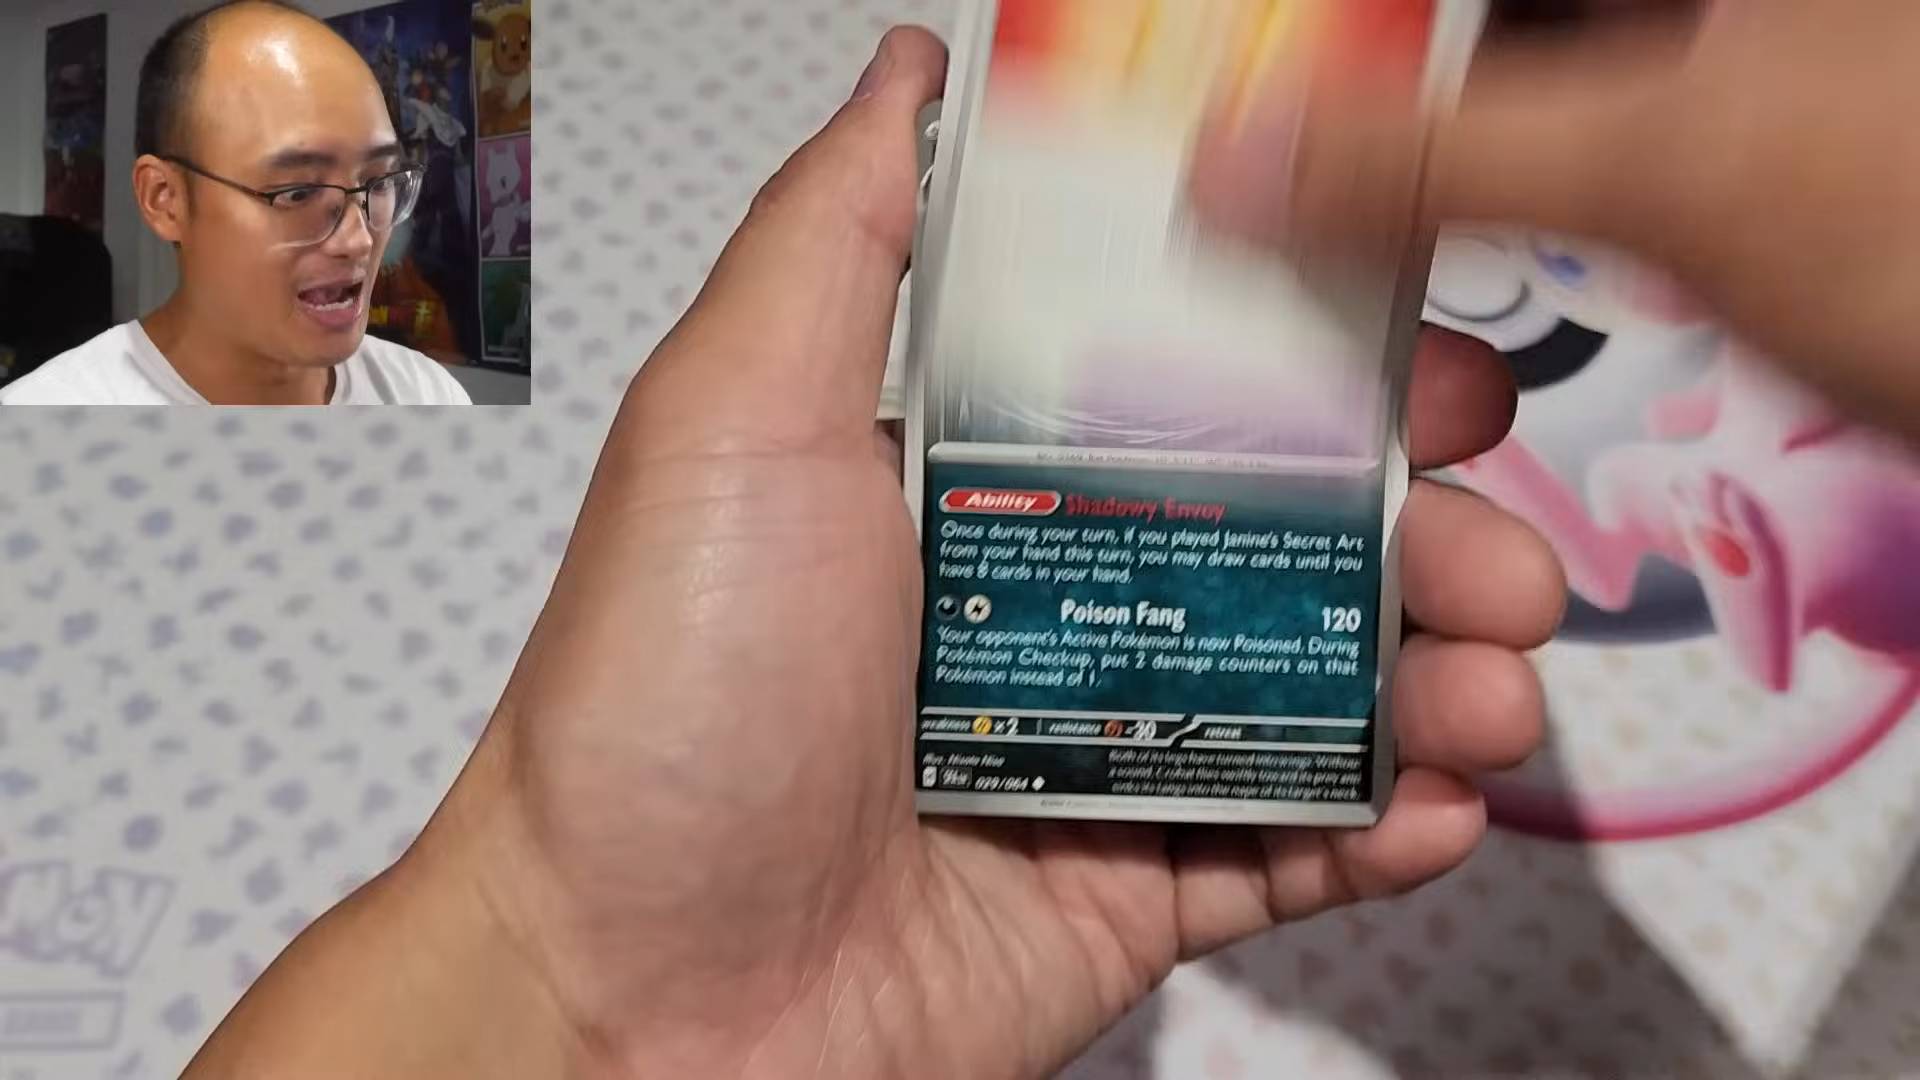 Ability Shadowy Envoy
Once during your turn, if you played Janine's Secret Art
from your hand this turn, you may draw cards until you
have 8 cards in your hand.
Poison Fang 120
Your opponent's Active Pokémon is now Poisoned. During
Pokémon Checkup, put 2 damage counters on that
Pokémon instead of 1.
weakness ×2 resistance -30 retreat
039/064